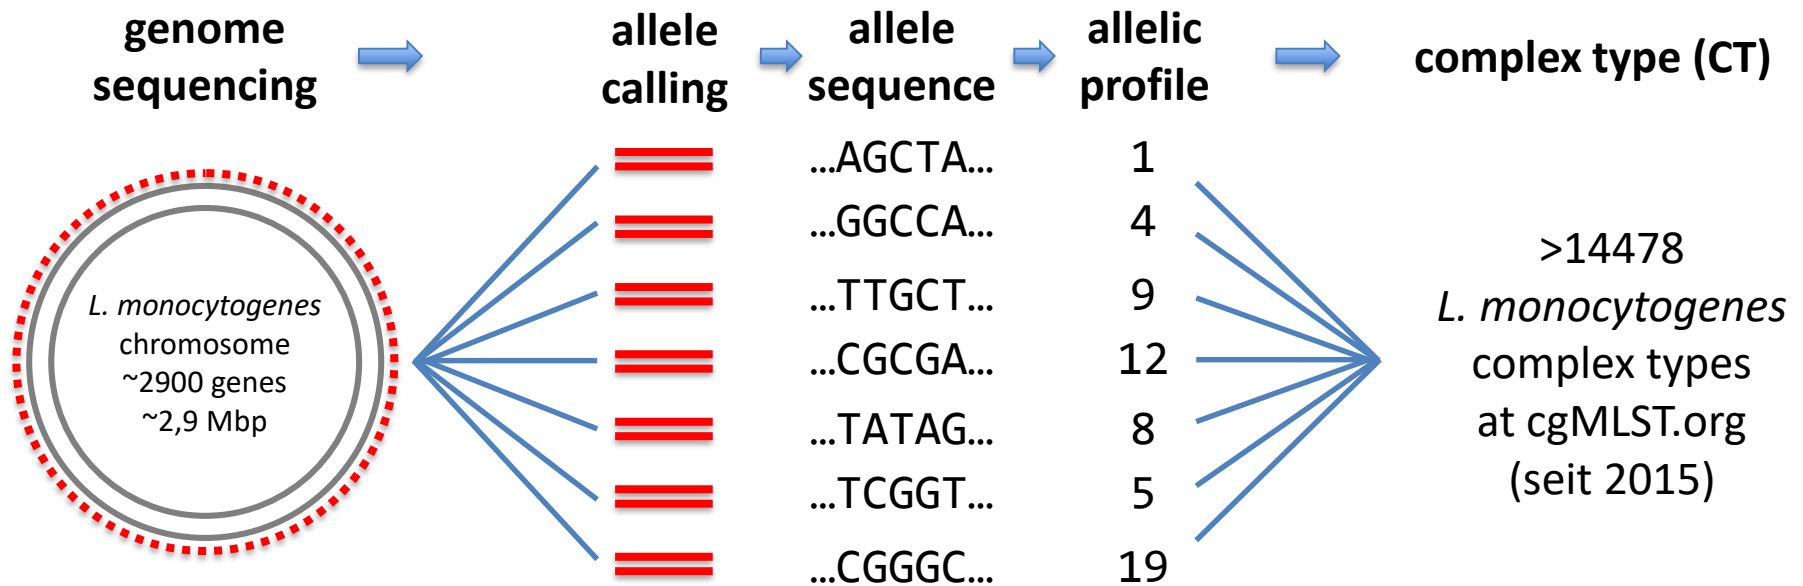 genome
sequencing
allele
calling
allele
sequence
allelic
profile
complex type (CT)
L. monocytogenes
chromosome
~2900 genes
~2,9 Mbp
...AGCTA... 1
...GGCCA... 4
...TTGCT... 9
...CGCGA... 12
...TATAG... 8
...TCGGT... 5
...CGGGC... 19
>14478
L. monocytogenes
complex types
at cgMLST.org
(seit 2015)